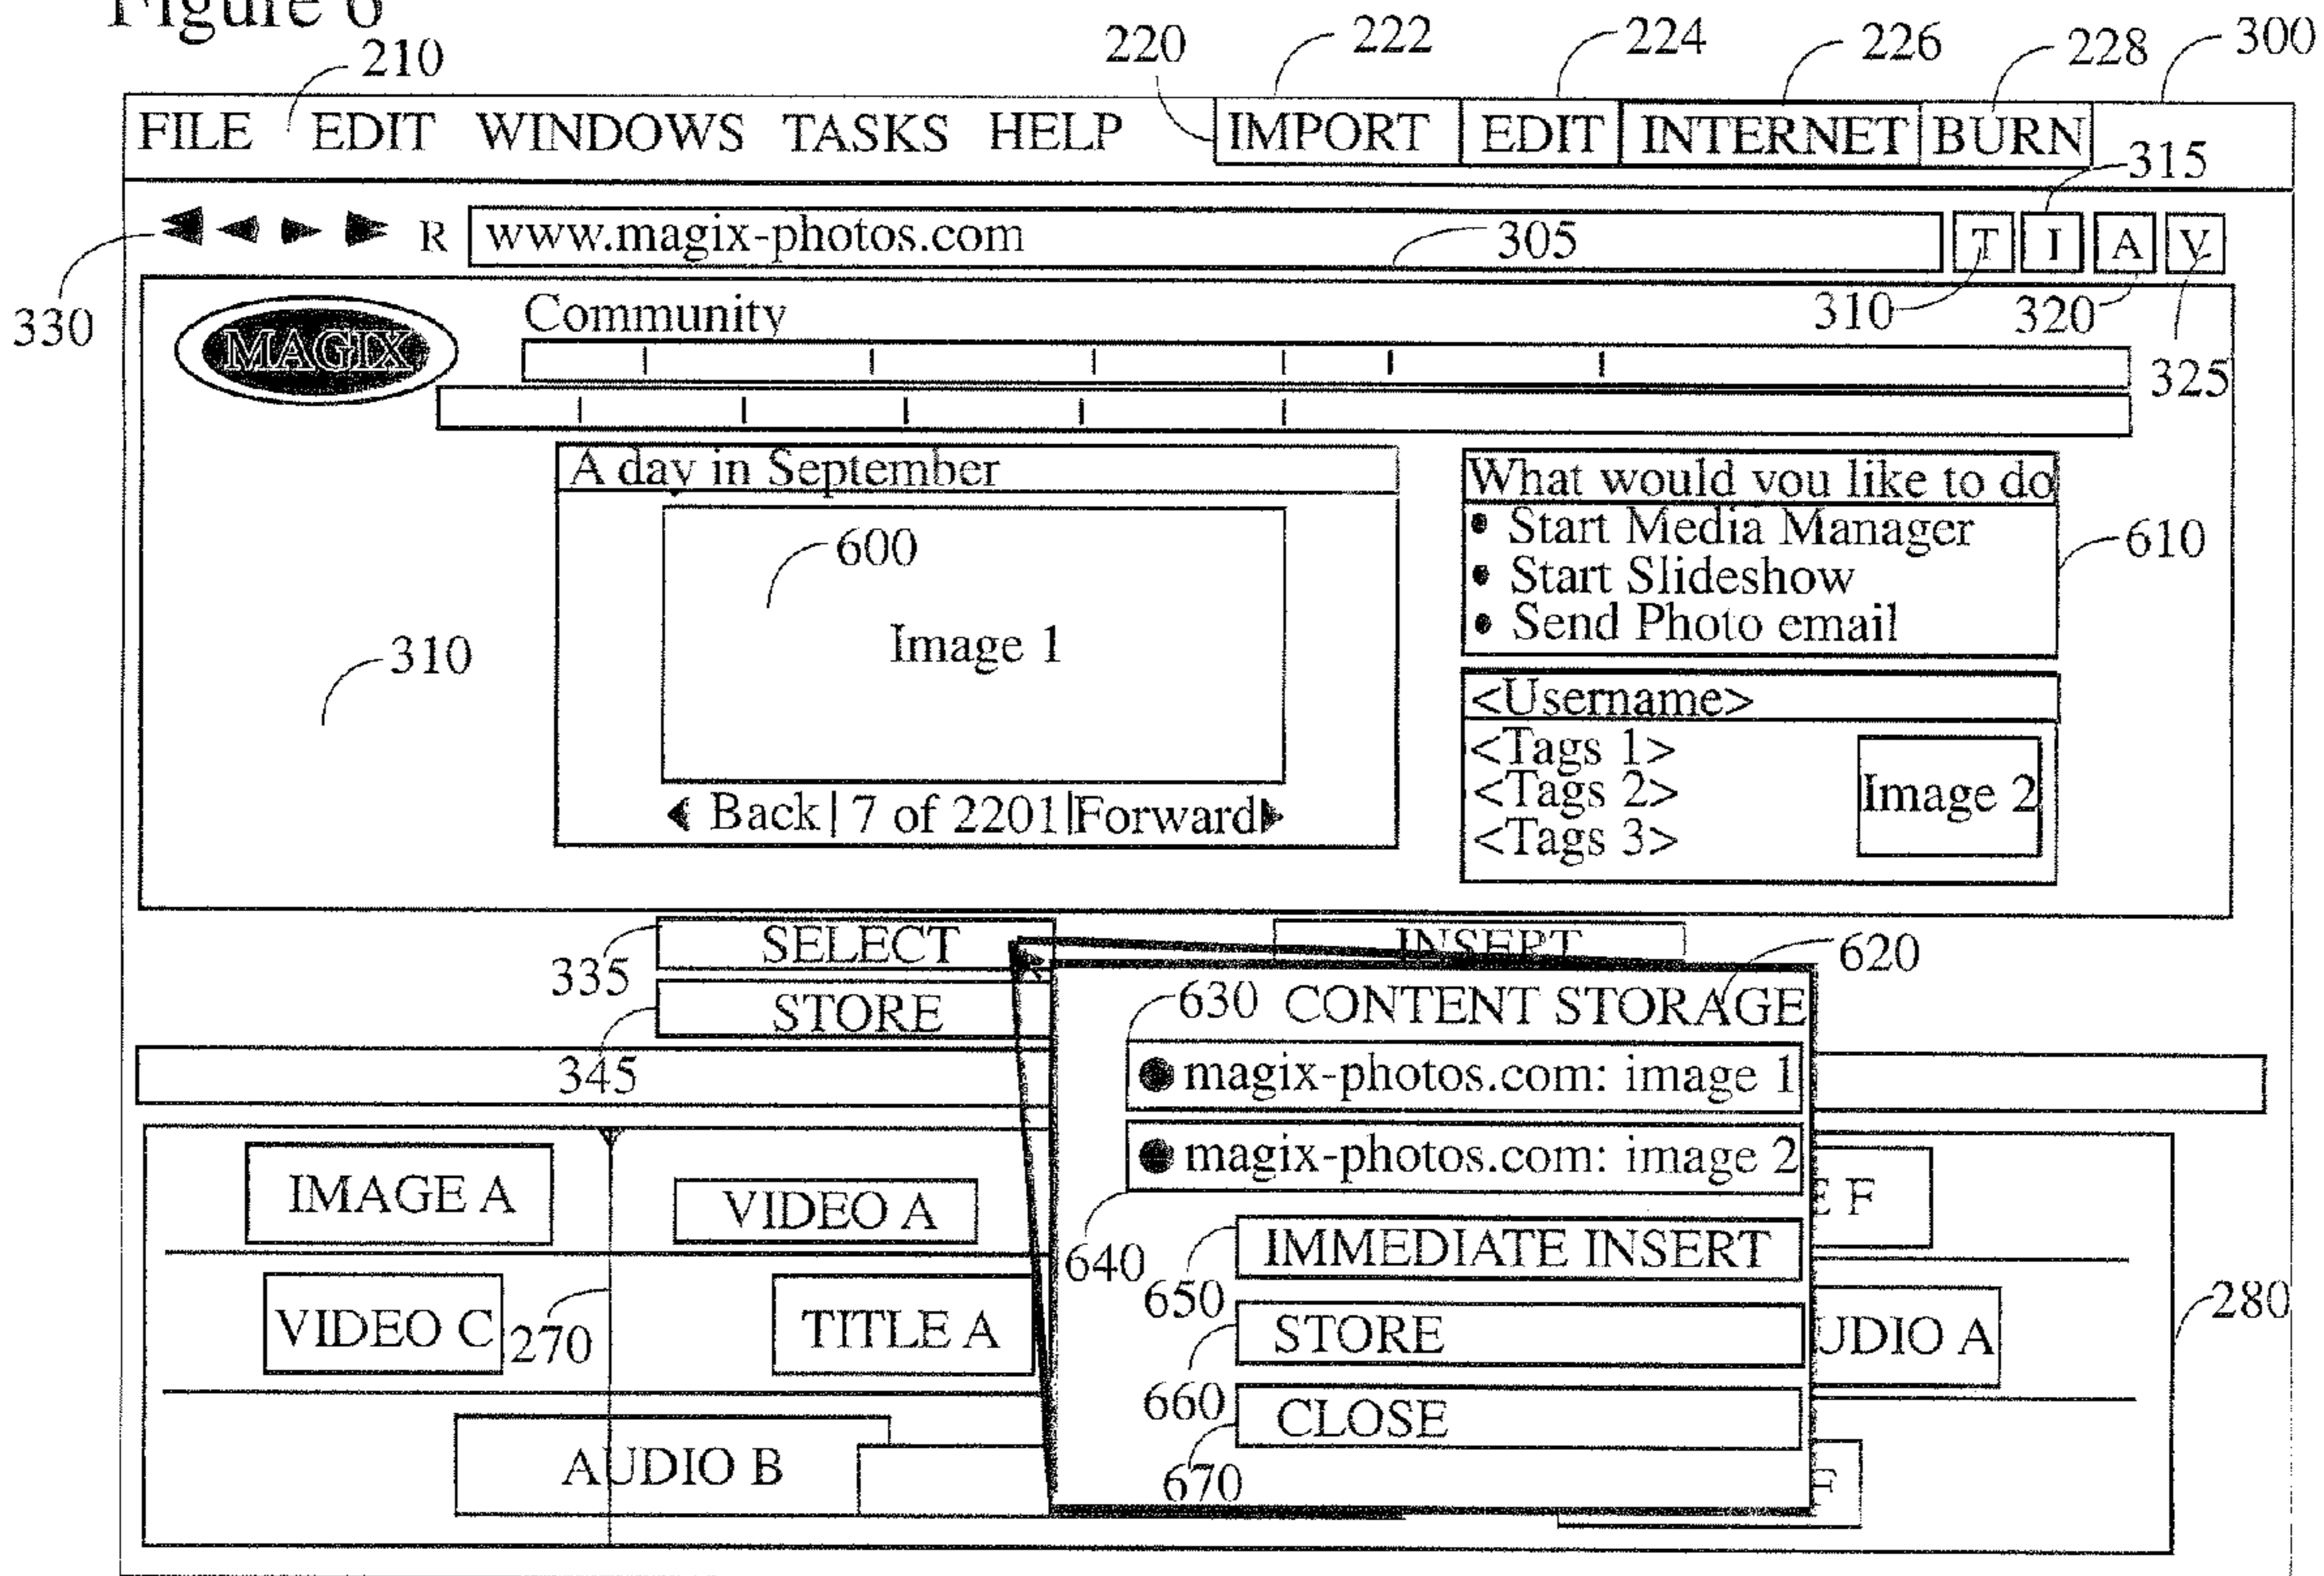 Figure 6
210
220
222
224
226
228
300
FILE EDIT WINDOWS TASKS HELP IMPORT EDIT INTERNET BURN
315
R www.magix-photos.com 305 T I A V
330
310
320
325
MAGIX
Community
A day in September
600
Image 1
Back | 7 of 2201 | Forward
310
What would you like to do
• Start Media Manager
• Start Slideshow
• Send Photo email
610
<Username>
<Tags 1>
<Tags 2>
<Tags 3>
Image 2
SELECT
INSERT
335
620
STORE
345
630 CONTENT STORAGE
magix-photos.com: image 1
magix-photos.com: image 2
640
IMMEDIATE INSERT
650
STORE
660
CLOSE
670
IMAGE A
VIDEO A
E F
VIDEO C
270
TITLE A
UDIO A
280
AUDIO B
F